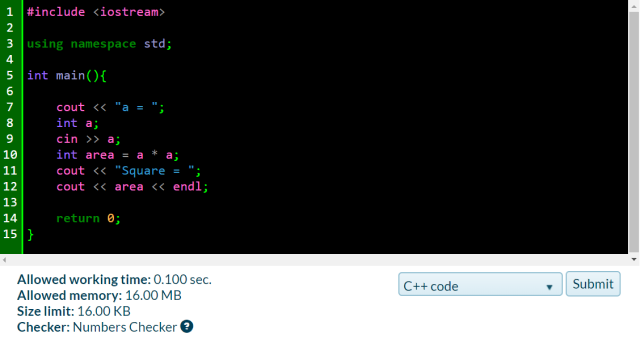 1 #include <iostream>
2
3 using namespace std;
4
5 int main(){
6
7     cout << "a = ";
8     int a;
9     cin >> a;
10     int area = a * a;
11     cout << "Square = ";
12     cout << area << endl;
13
14     return 0;
15 }
Allowed working time: 0.100 sec.
Allowed memory: 16.00 MB
Size limit: 16.00 KB
Checker: Numbers Checker ?
C++ code
Submit